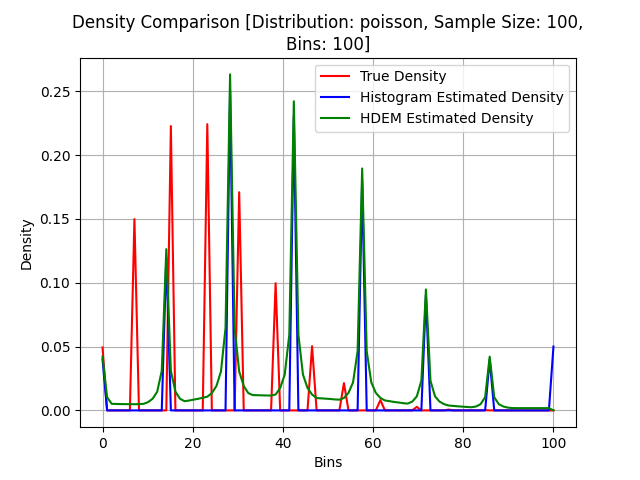 Density Comparison [Distribution: poisson, Sample Size: 100,
Bins: 100]
True Density
Histogram Estimated Density
HDEM Estimated Density
Density
0.25
0.20
0.15
0.10
0.05
0.00
0 20 40 60 80 100
Bins